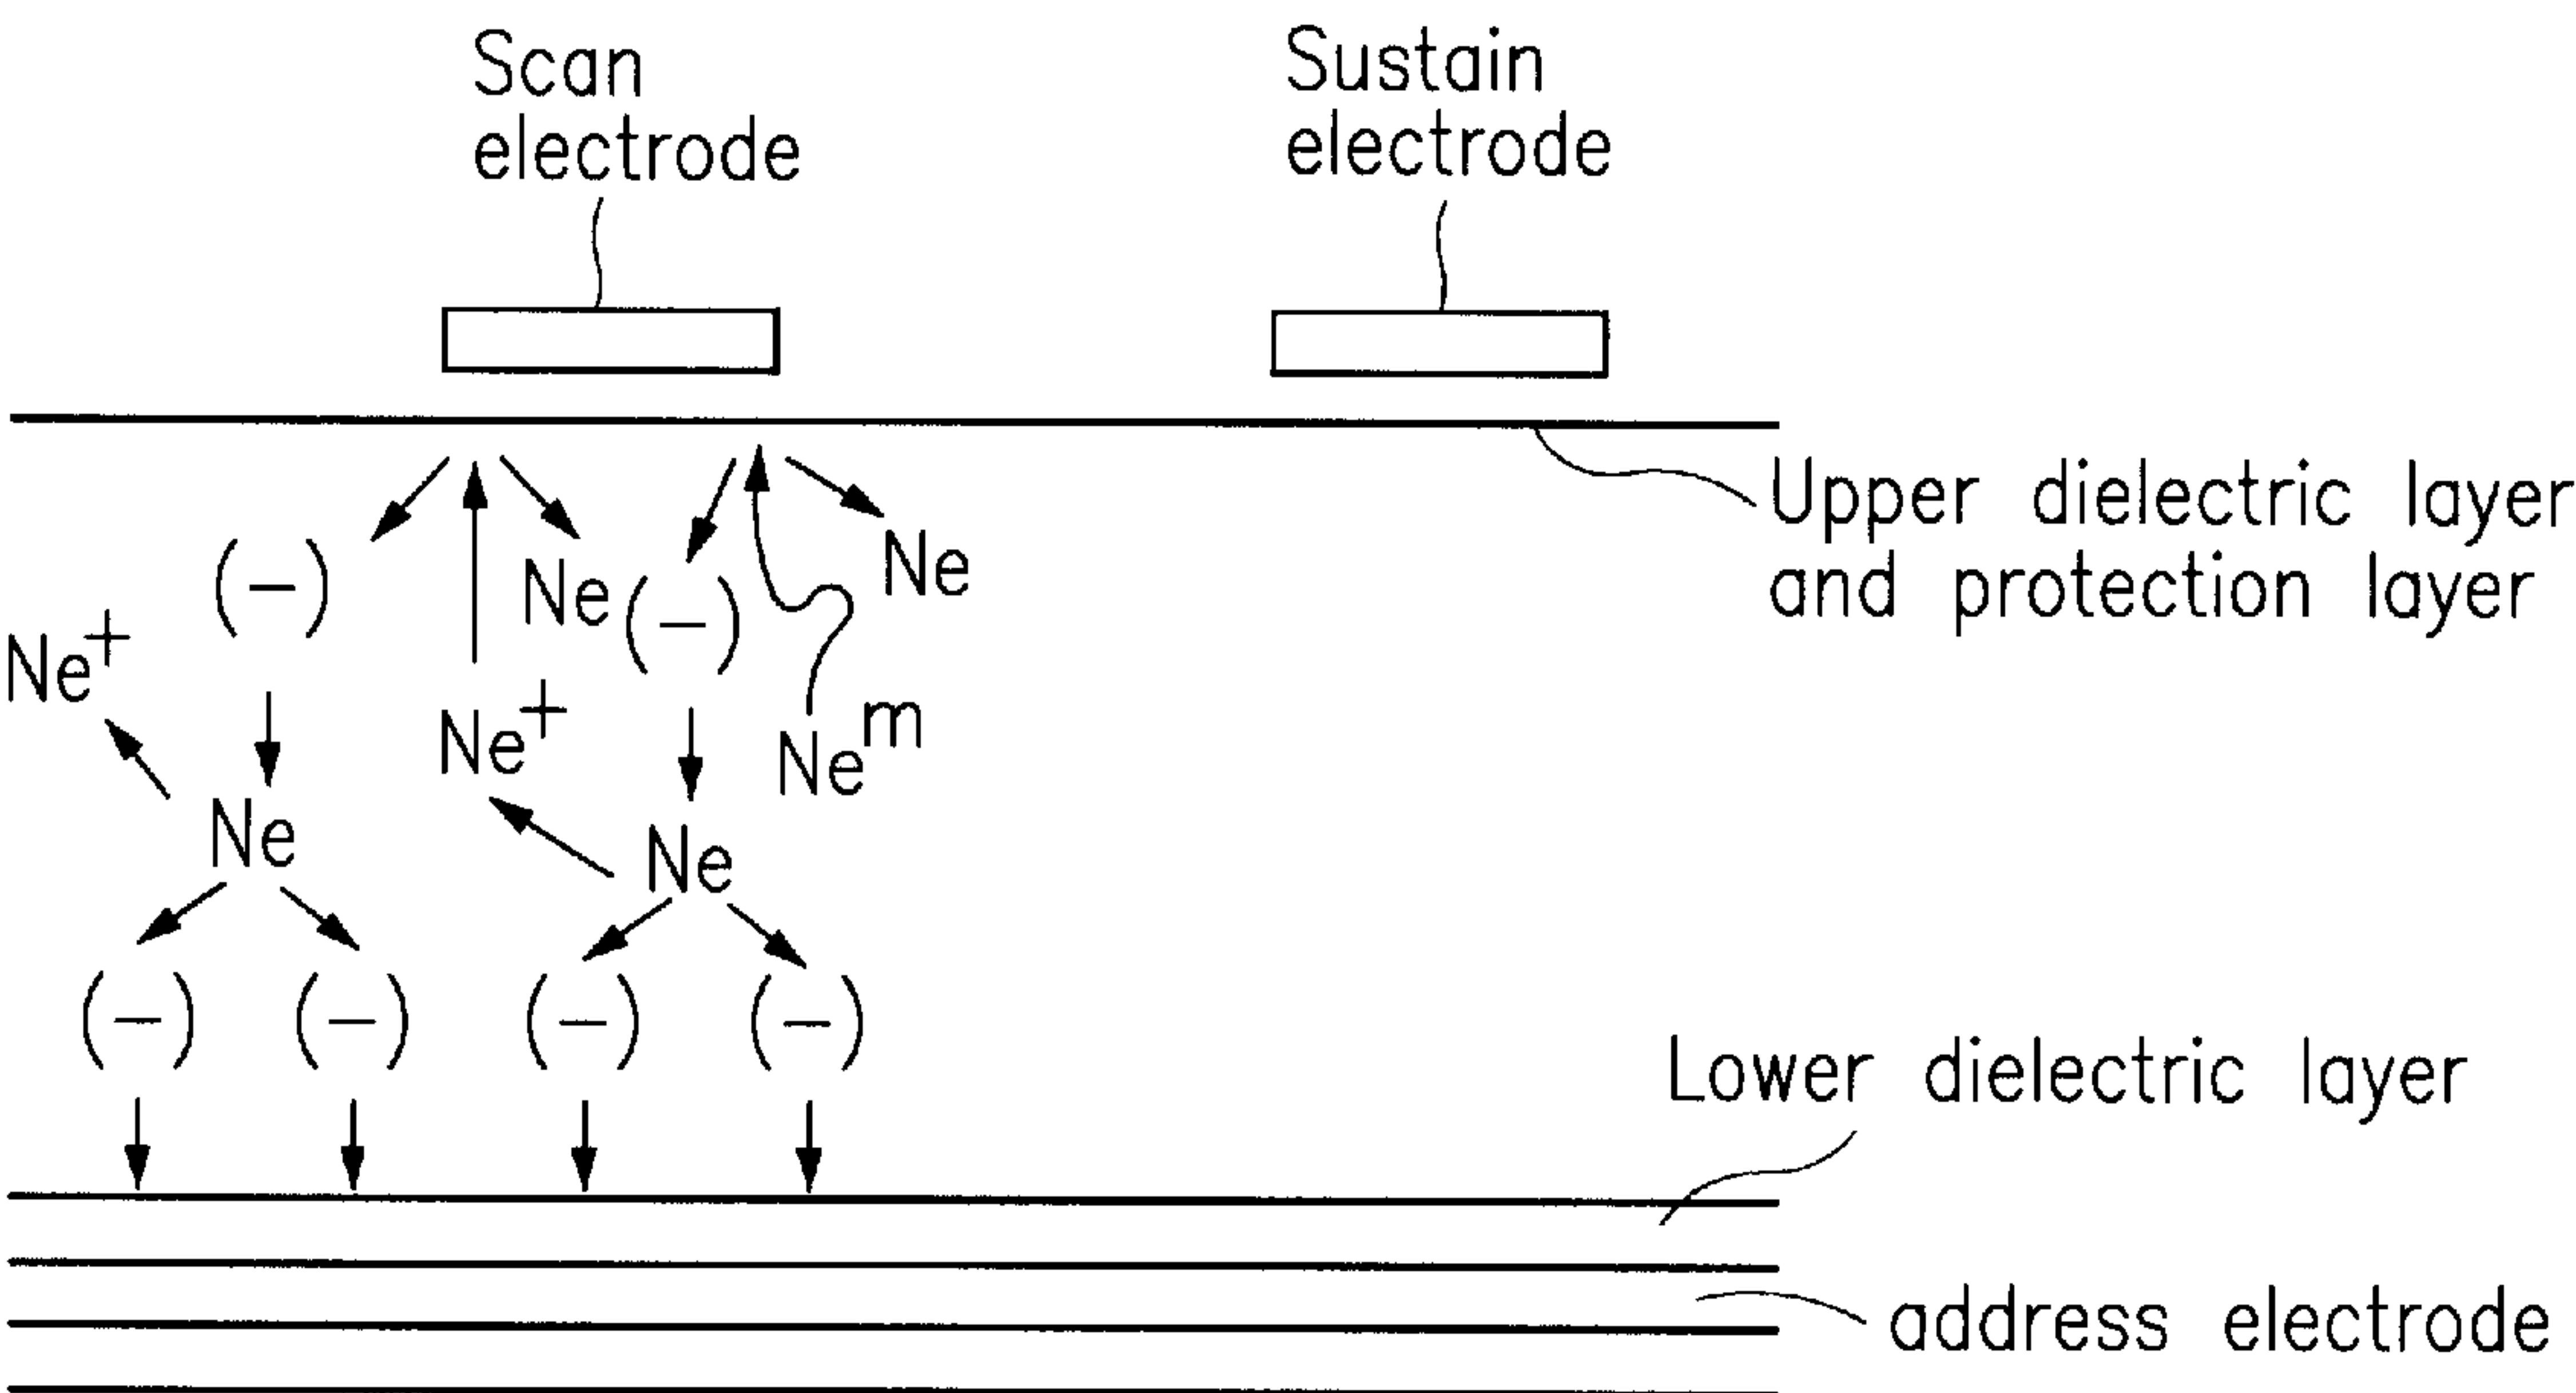 Scan
electrode
Sustain
electrode
Upper dielectric layer
and protection layer
Ne
(-)
Ne
(-)
Ne+
Ne+
Nem
Ne
Ne
(-) (-) (-) (-)
Lower dielectric layer
address electrode